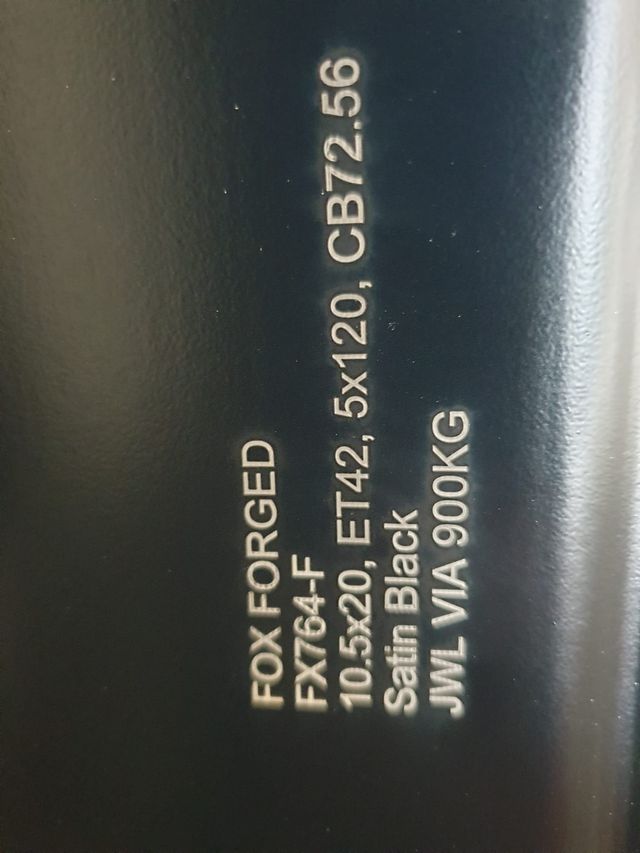 FOX FORGED
FX764-F
10.5x20, ET42, 5x120, CB72.56
Satin Black
JWL VIA 900KG